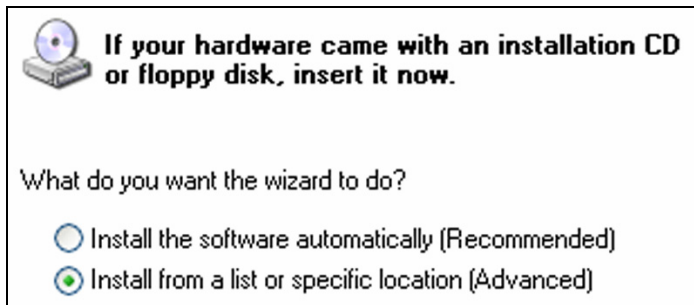 If your hardware came with an installation CD
or floppy disk, insert it now.
What do you want the wizard to do?
Install the software automatically (Recommended)
Install from a list or specific location (Advanced)